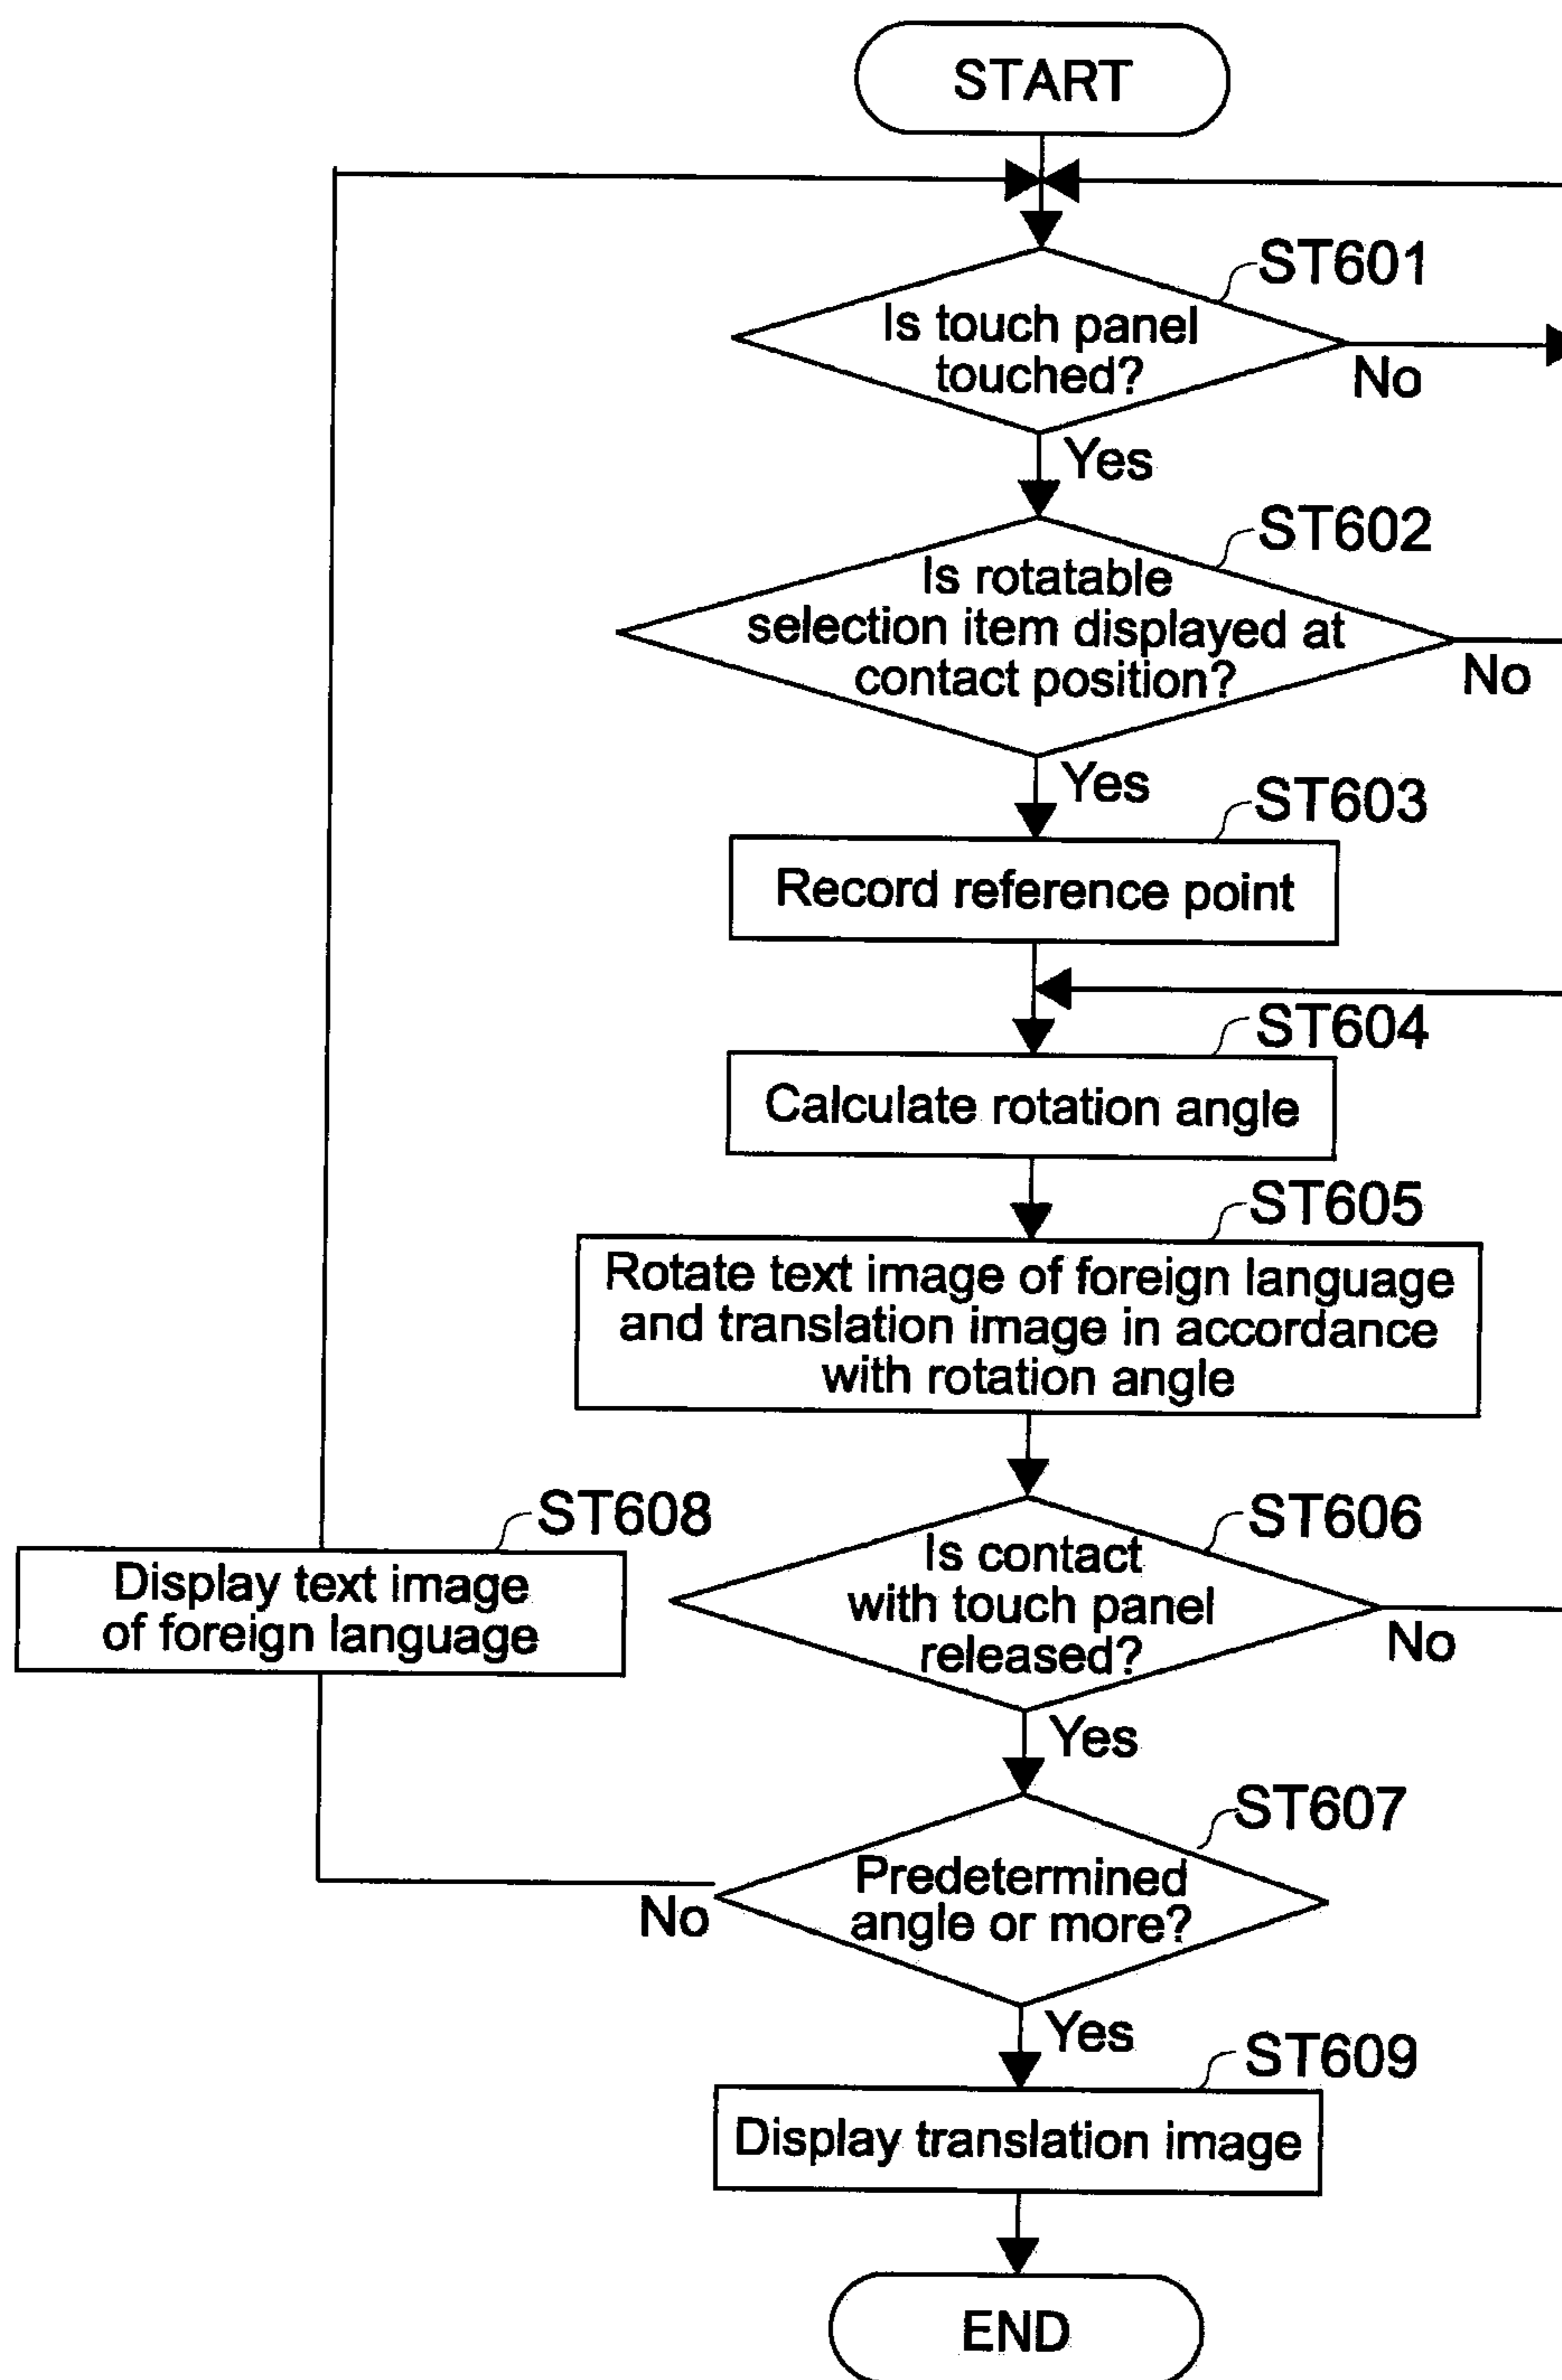 START
ST601
Is touch panel
touched?
No
Yes
ST602
Is rotatable
selection item displayed at
contact position?
No
Yes
ST603
Record reference point
ST604
Calculate rotation angle
ST605
Rotate text image of foreign language
and translation image in accordance
with rotation angle
ST608
Display text image
of foreign language
ST606
Is contact
with touch panel
released?
No
Yes
ST607
Predetermined
angle or more?
No
Yes
ST609
Display translation image
END